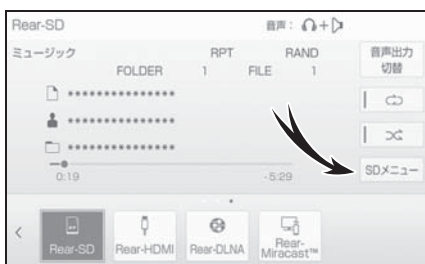 Rear-SD
音声：
ミュージック
RPT
RAND
FOLDER
1
FILE
1
音声出力
切替
***************
***************
***************
0:19
-5:29
SDメニュー
Rear-SD
Rear-HDMI
Rear-DLNA
Rear-
Miracast™